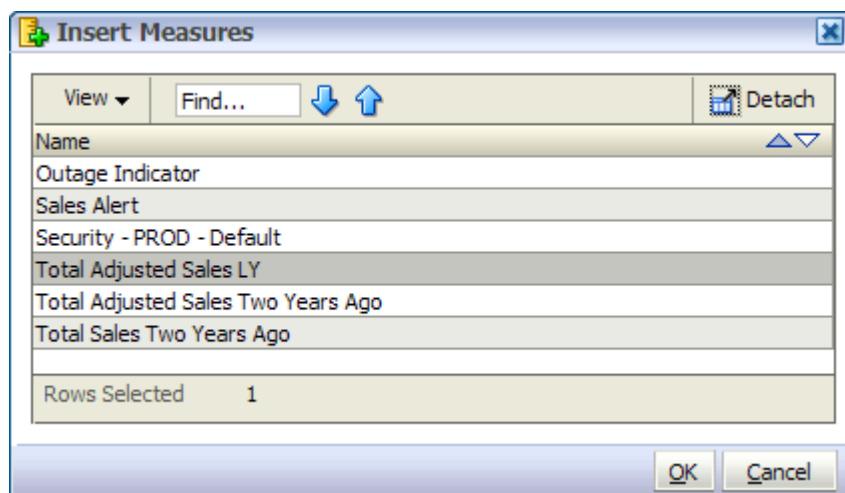 Insert Measures
View Find... Detach
Name
Outage Indicator
Sales Alert
Security - PROD - Default
Total Adjusted Sales LY
Total Adjusted Sales Two Years Ago
Total Sales Two Years Ago
Rows Selected 1
OK Cancel